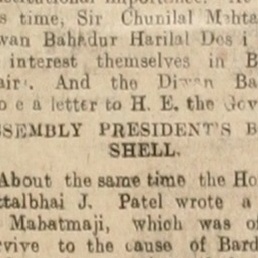 s time, Sir Chunilal Mehta
wan Bahadur Harilal Des i
interest themselves in B
air. And the Diwan Ba
o e a letter to H. E. the Gov
SSEMBLY PRESIDENT'S B
SHELL.
About the same time the Ho
ttalbhai J. Patel wrote a
Mahatmaji, which was of
rvive to the cause of Bard